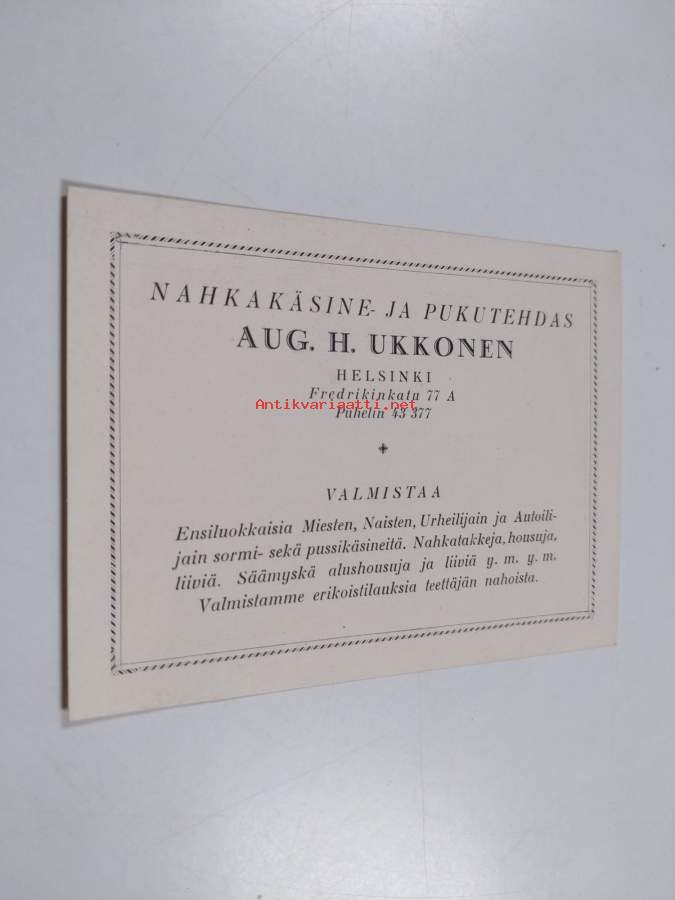 NAHKAKÄSINE- JA PUKUTEHDAS
AUG. H. UKKONEN
HELSINKI
Fredrikinkatu 77 A
Antikvariaatti.net
Puhelin 43 377
VALMISTAA
Ensiluokkaisia Miesten, Naisten, Urheilijain ja Autoili-
jain sormi- sekä pussikäsineitä. Nahkatakkeja, housuja,
liiviä. Säämyskä alushousuja ja liiviä y. m. y. m.
Valmistamme erikoistilauksia teettäjän nahoista.